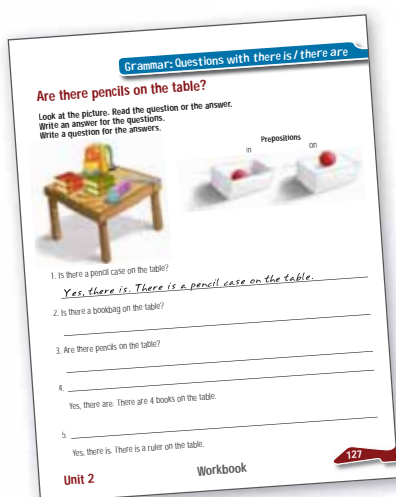 Grammar: Questions with there is / there are
Are there pencils on the table?
Look at the picture. Read the question or the answer.
Write an answer for the questions.
Write a question for the answers.
Prepositions
in
on
1. Is there a pencil case on the table?
Yes, there is. There is a pencil case on the table.
2. Is there a bookbag on the table?
3. Are there pencils on the table?
4.
Yes, there are. There are 4 books on the table.
5.
Yes, there is. There is a ruler on the table.
127
Unit 2
Workbook